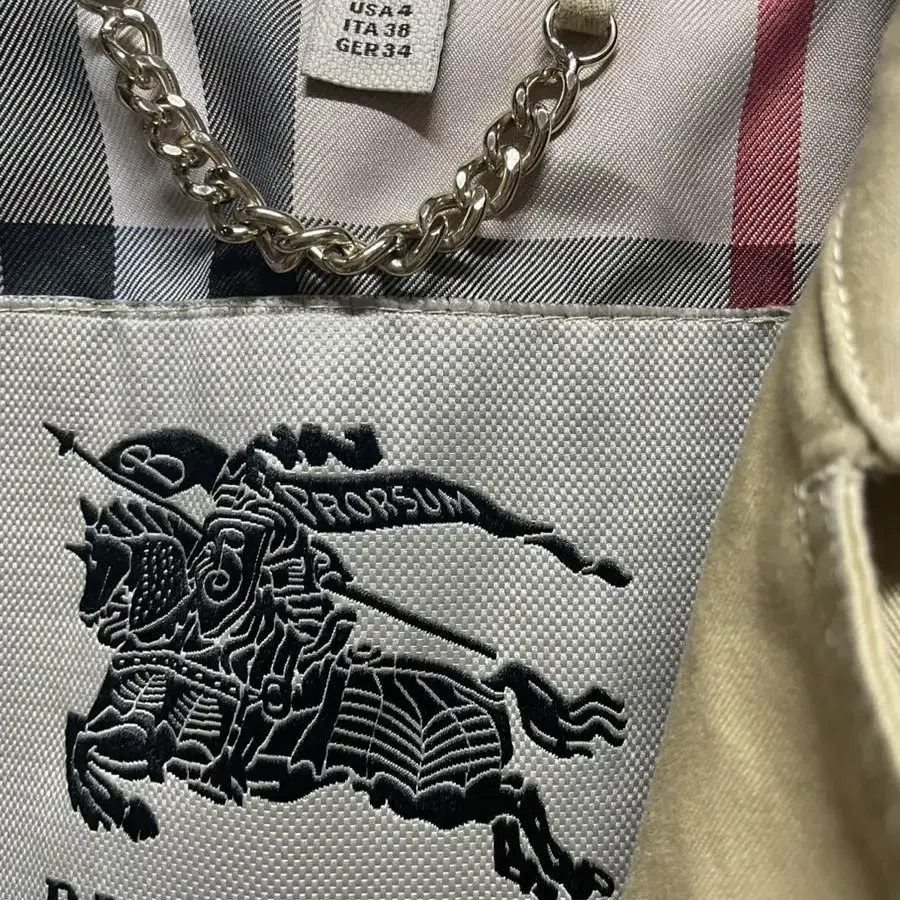 USA 4
ITA 38
GER 34
B
PRORSUM
B